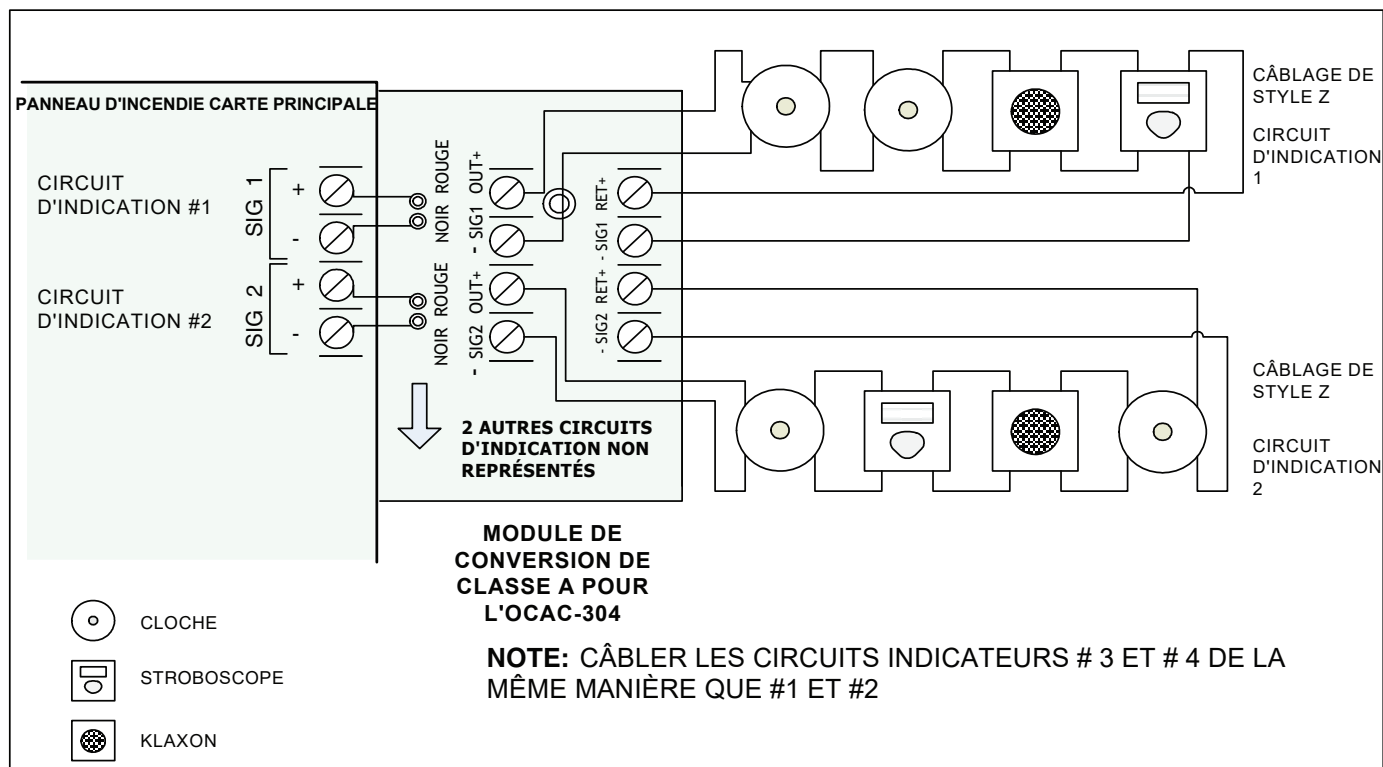 PANNEAU D'INCENDIE CARTE PRINCIPALE
CIRCUIT
D'INDICATION #1
SIG 1
+
-
CIRCUIT
D'INDICATION #2
SIG 2
+
-
NOIR ROUGE
- SIG1 OUT+
- SIG1 RET+
NOIR ROUGE
- SIG2 OUT+
- SIG2 RET+
2 AUTRES CIRCUITS
D'INDICATION NON
REPRÉSENTÉS
CÂBLAGE DE
STYLE Z
CIRCUIT
D'INDICATION
1
CÂBLAGE DE
STYLE Z
CIRCUIT
D'INDICATION
2
MODULE DE
CONVERSION DE
CLASSE A POUR
L'OCAC-304
CLOCHE
STROBOSCOPE
KLAXON
NOTE: CÂBLER LES CIRCUITS INDICATEURS # 3 ET # 4 DE LA
MÊME MANIÈRE QUE #1 ET #2